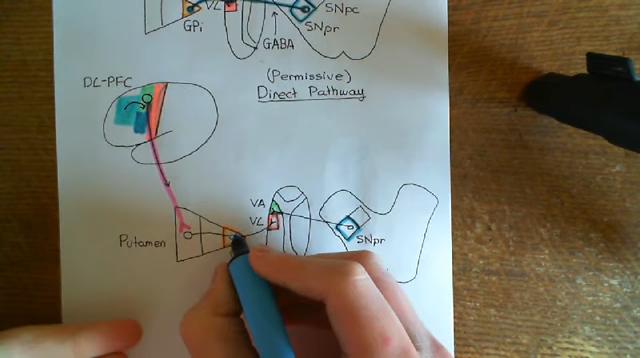 VL
SNpc
GPi
SNpr
GABA
(Permissive)
Direct Pathway
DL-PFC
VA
VL
Putamen
SNpr